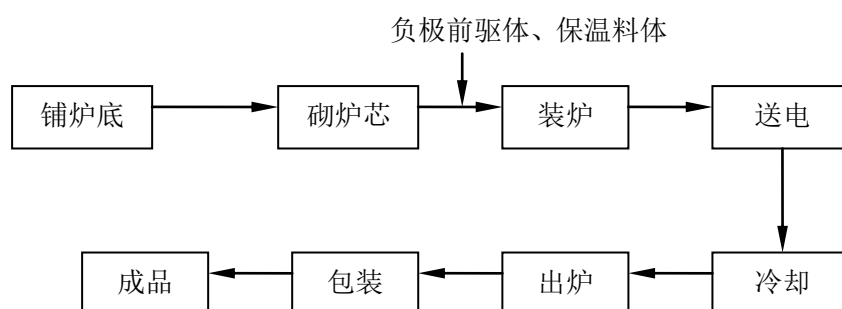 负极前驱体、保温料体
铺炉底
砌炉芯
装炉
送电
冷却
出炉
包装
成品